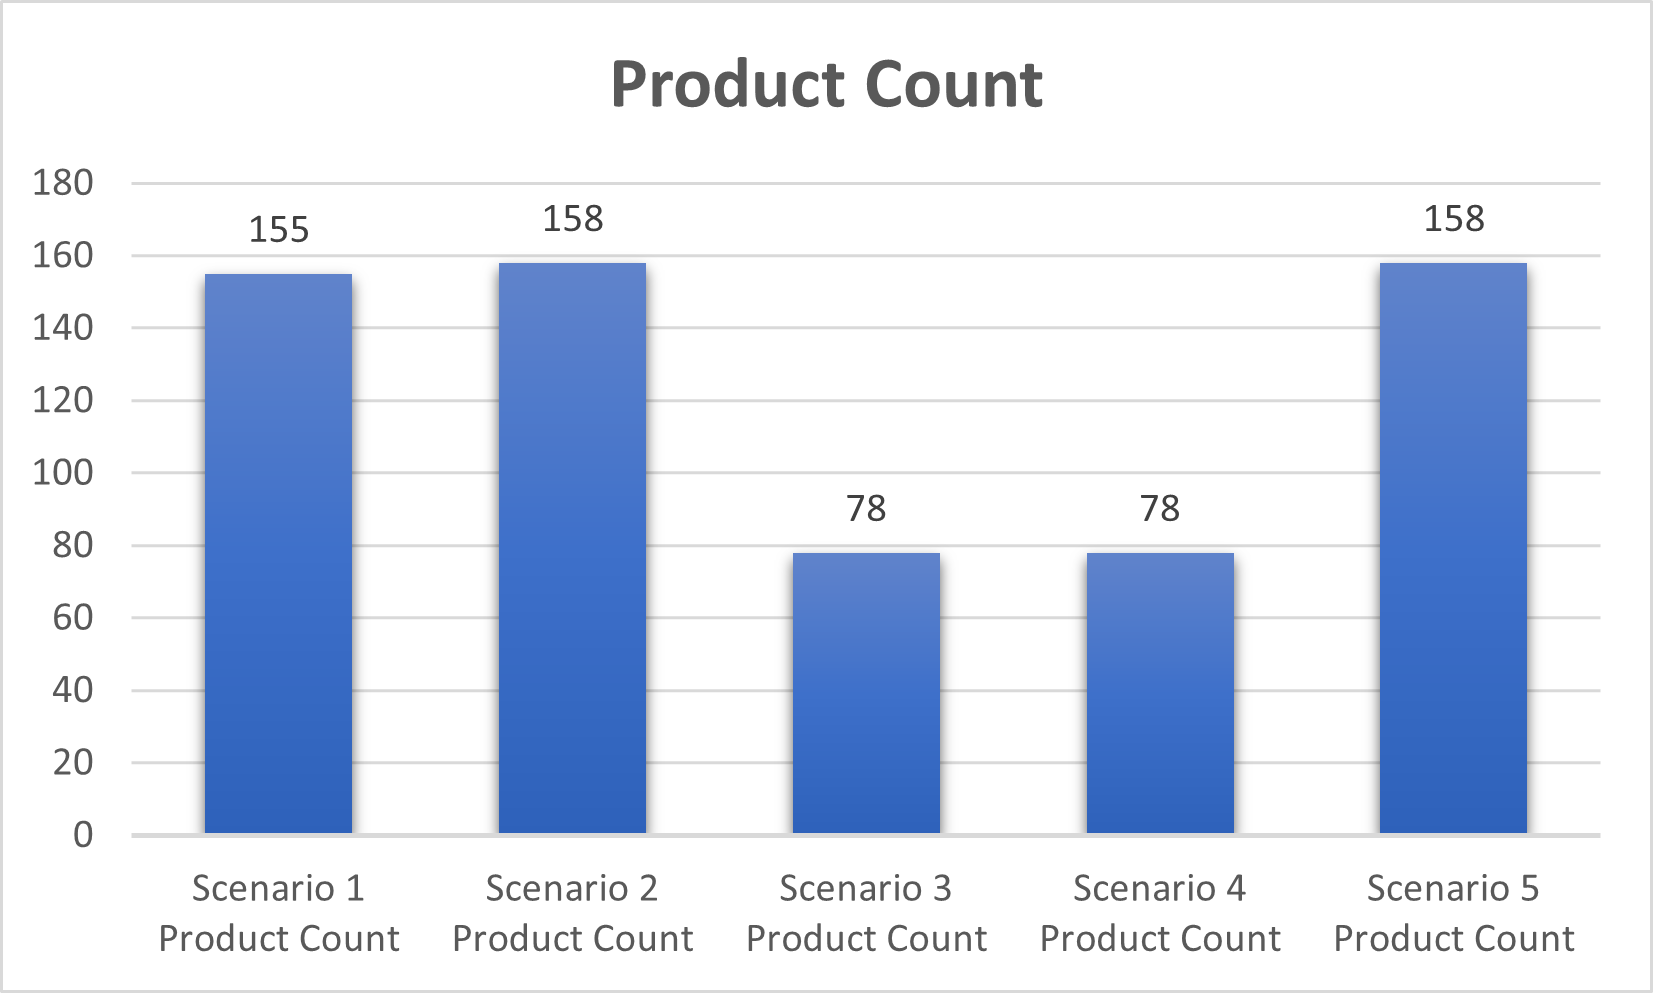 Product Count
180
160
140
120
100
80
60
40
20
0
155
158
78
78
158
Scenario 1
Product Count
Scenario 2
Product Count
Scenario 3
Product Count
Scenario 4
Product Count
Scenario 5
Product Count